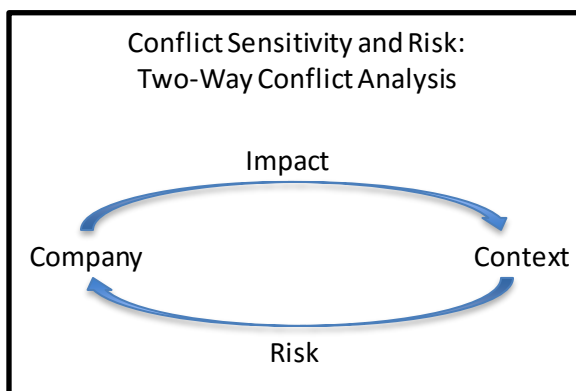 Conflict Sensitivity and Risk:
Two-Way Conflict Analysis
Impact
Company
Context
Risk